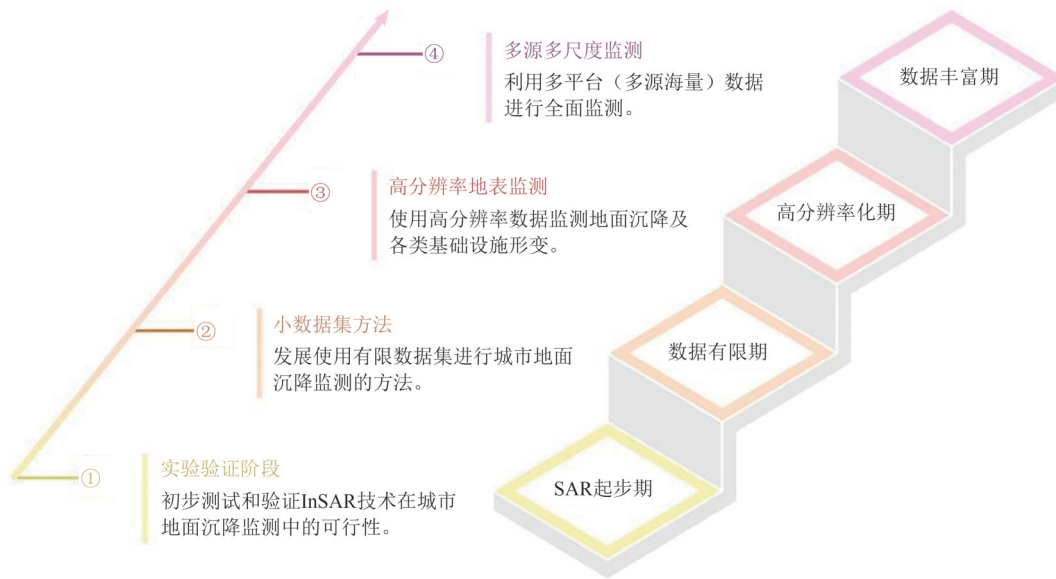 ④
多源多尺度监测
利用多平台（多源海量）数据
进行全面监测。
数据丰富期
③
高分辨率地表监测
使用高分辨率数据监测地面沉降及
各类基础设施形变。
高分辨率化期
②
小数据集方法
发展使用有限数据集进行城市地面
沉降监测的方法。
数据有限期
①
实验验证阶段
初步测试和验证InSAR技术在城市
地面沉降监测中的可行性。
SAR起步期